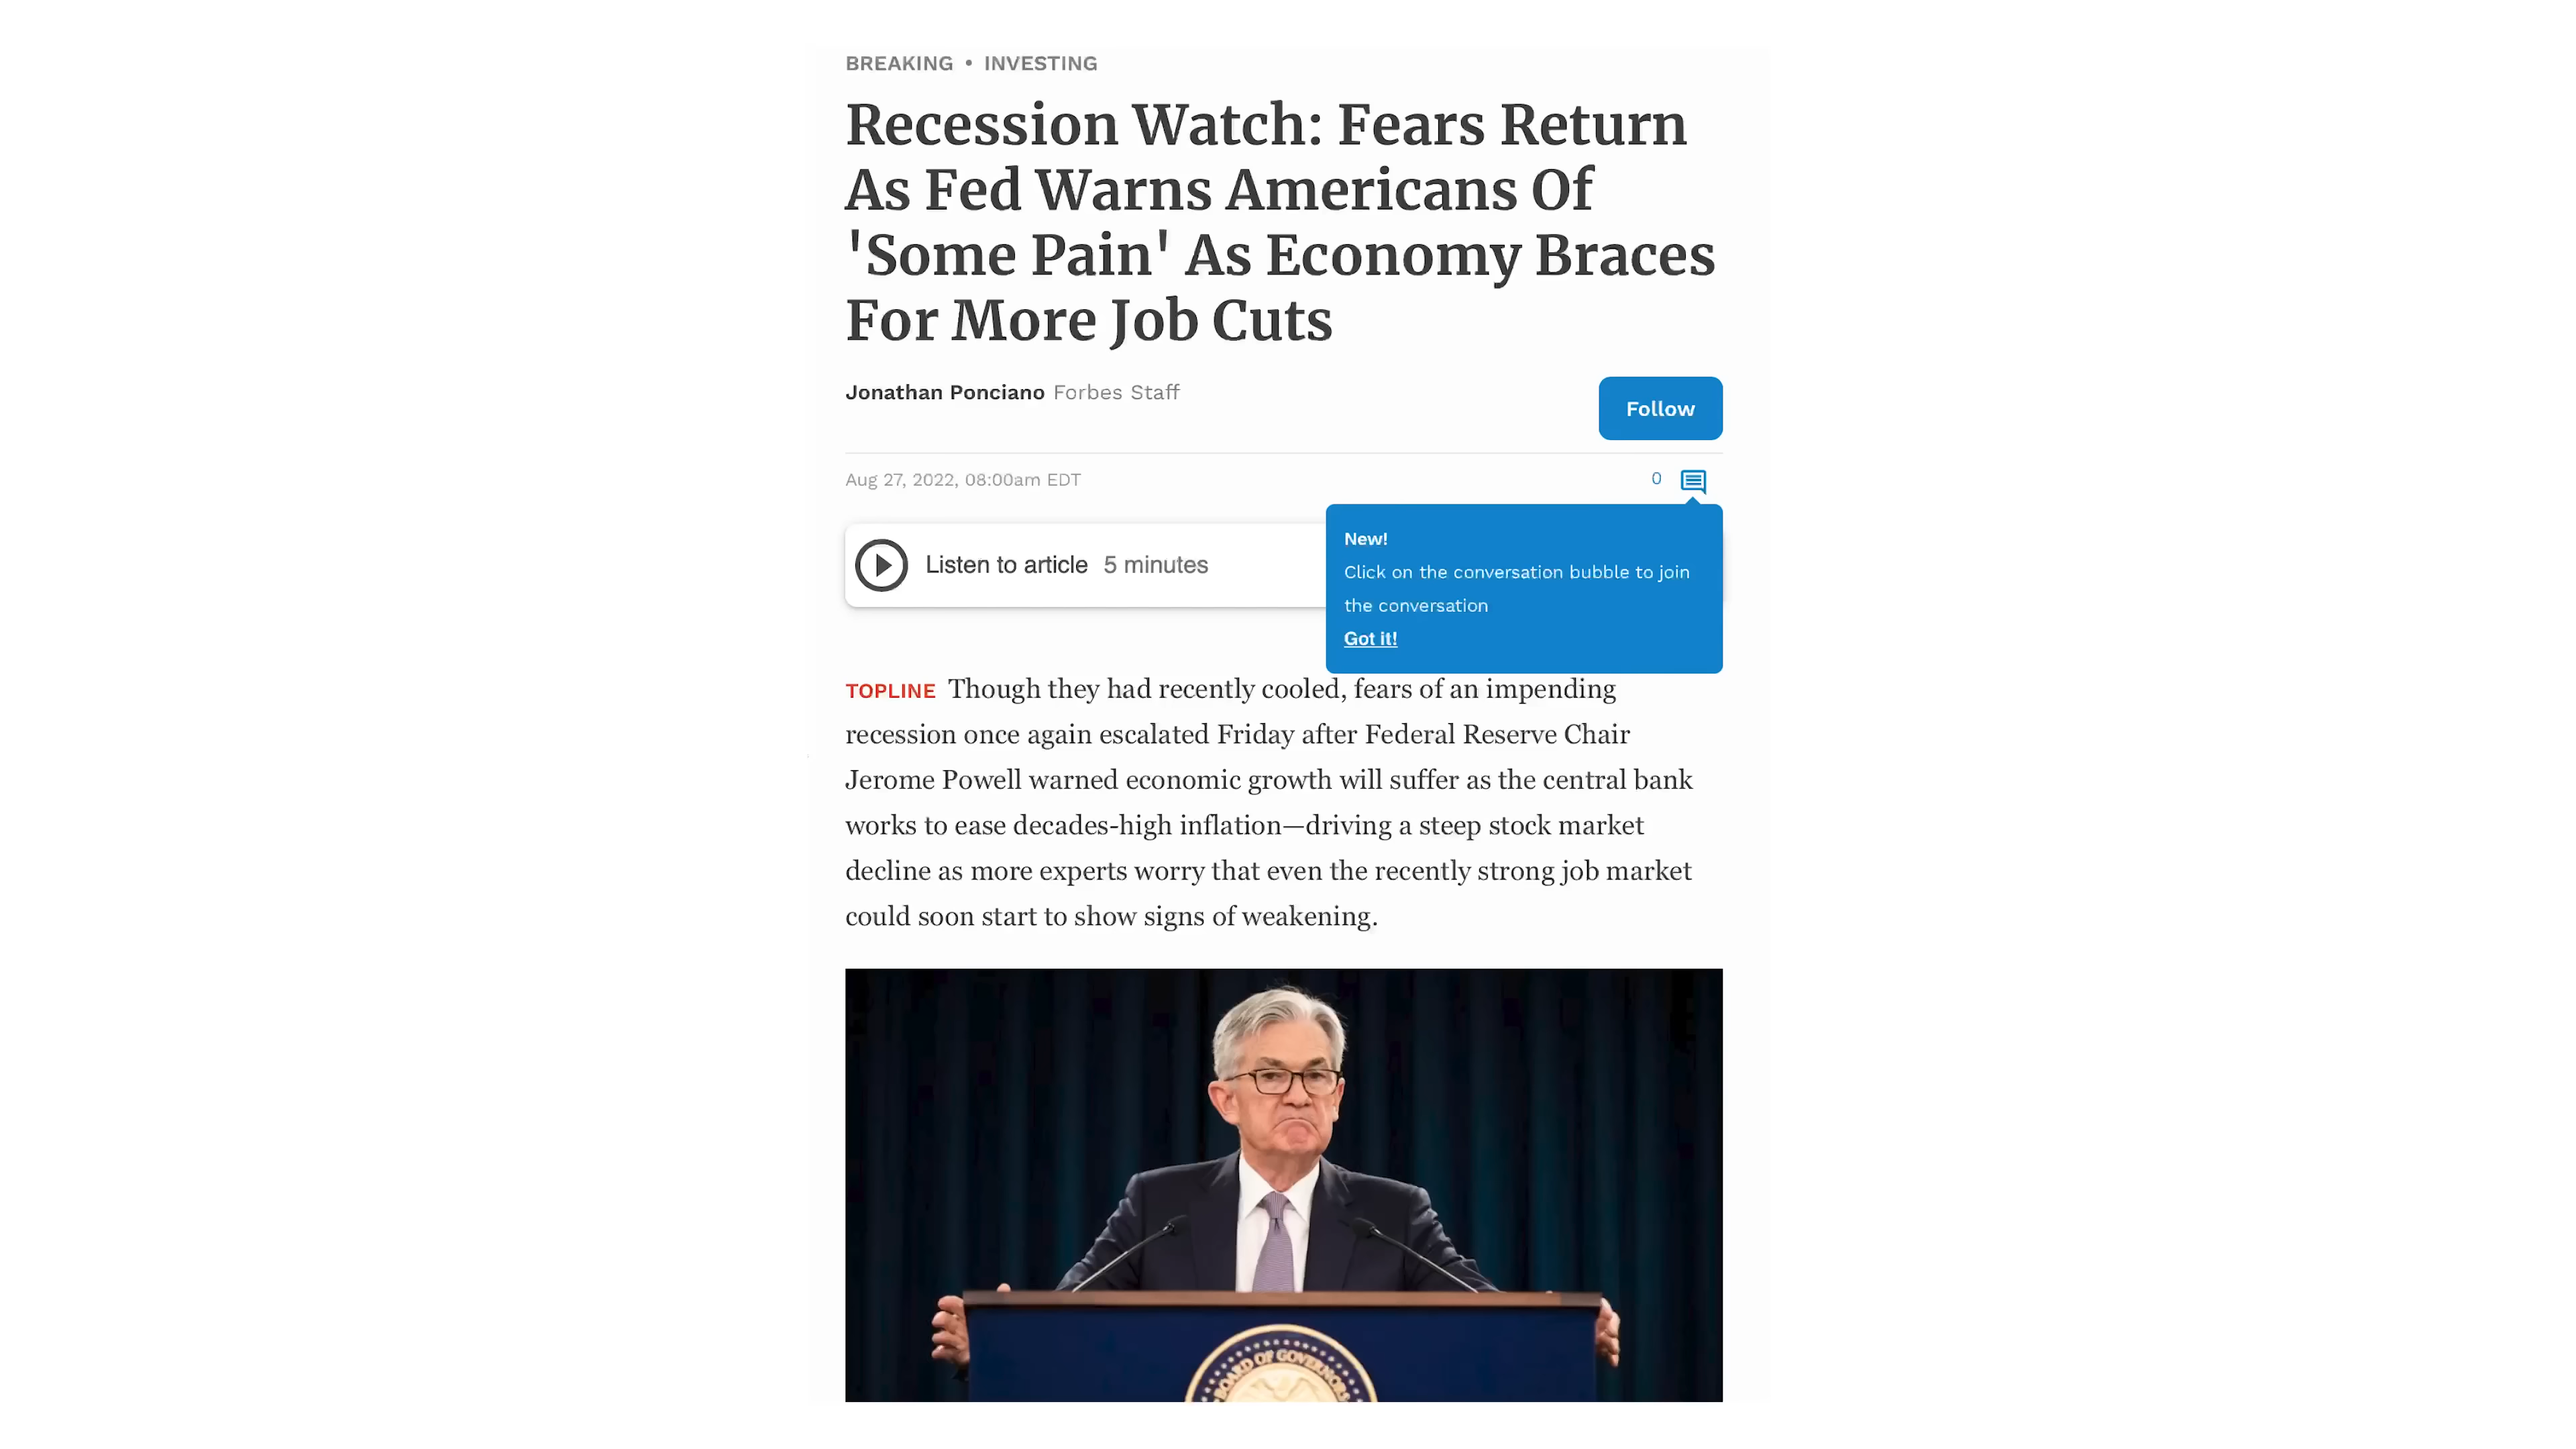 BREAKING • INVESTING
Recession Watch: Fears Return
As Fed Warns Americans Of
'Some Pain' As Economy Braces
For More Job Cuts
Jonathan Ponciano Forbes Staff
Follow
Aug 27, 2022, 08:00am EDT
0
Listen to article 5 minutes
New!
Click on the conversation bubble to join
the conversation
Got it!
TOPLINE Though they had recently cooled, fears of an impending
recession once again escalated Friday after Federal Reserve Chair
Jerome Powell warned economic growth will suffer as the central bank
works to ease decades-high inflation—driving a steep stock market
decline as more experts worry that even the recently strong job market
could soon start to show signs of weakening.
BOARD OF GOVERNORS